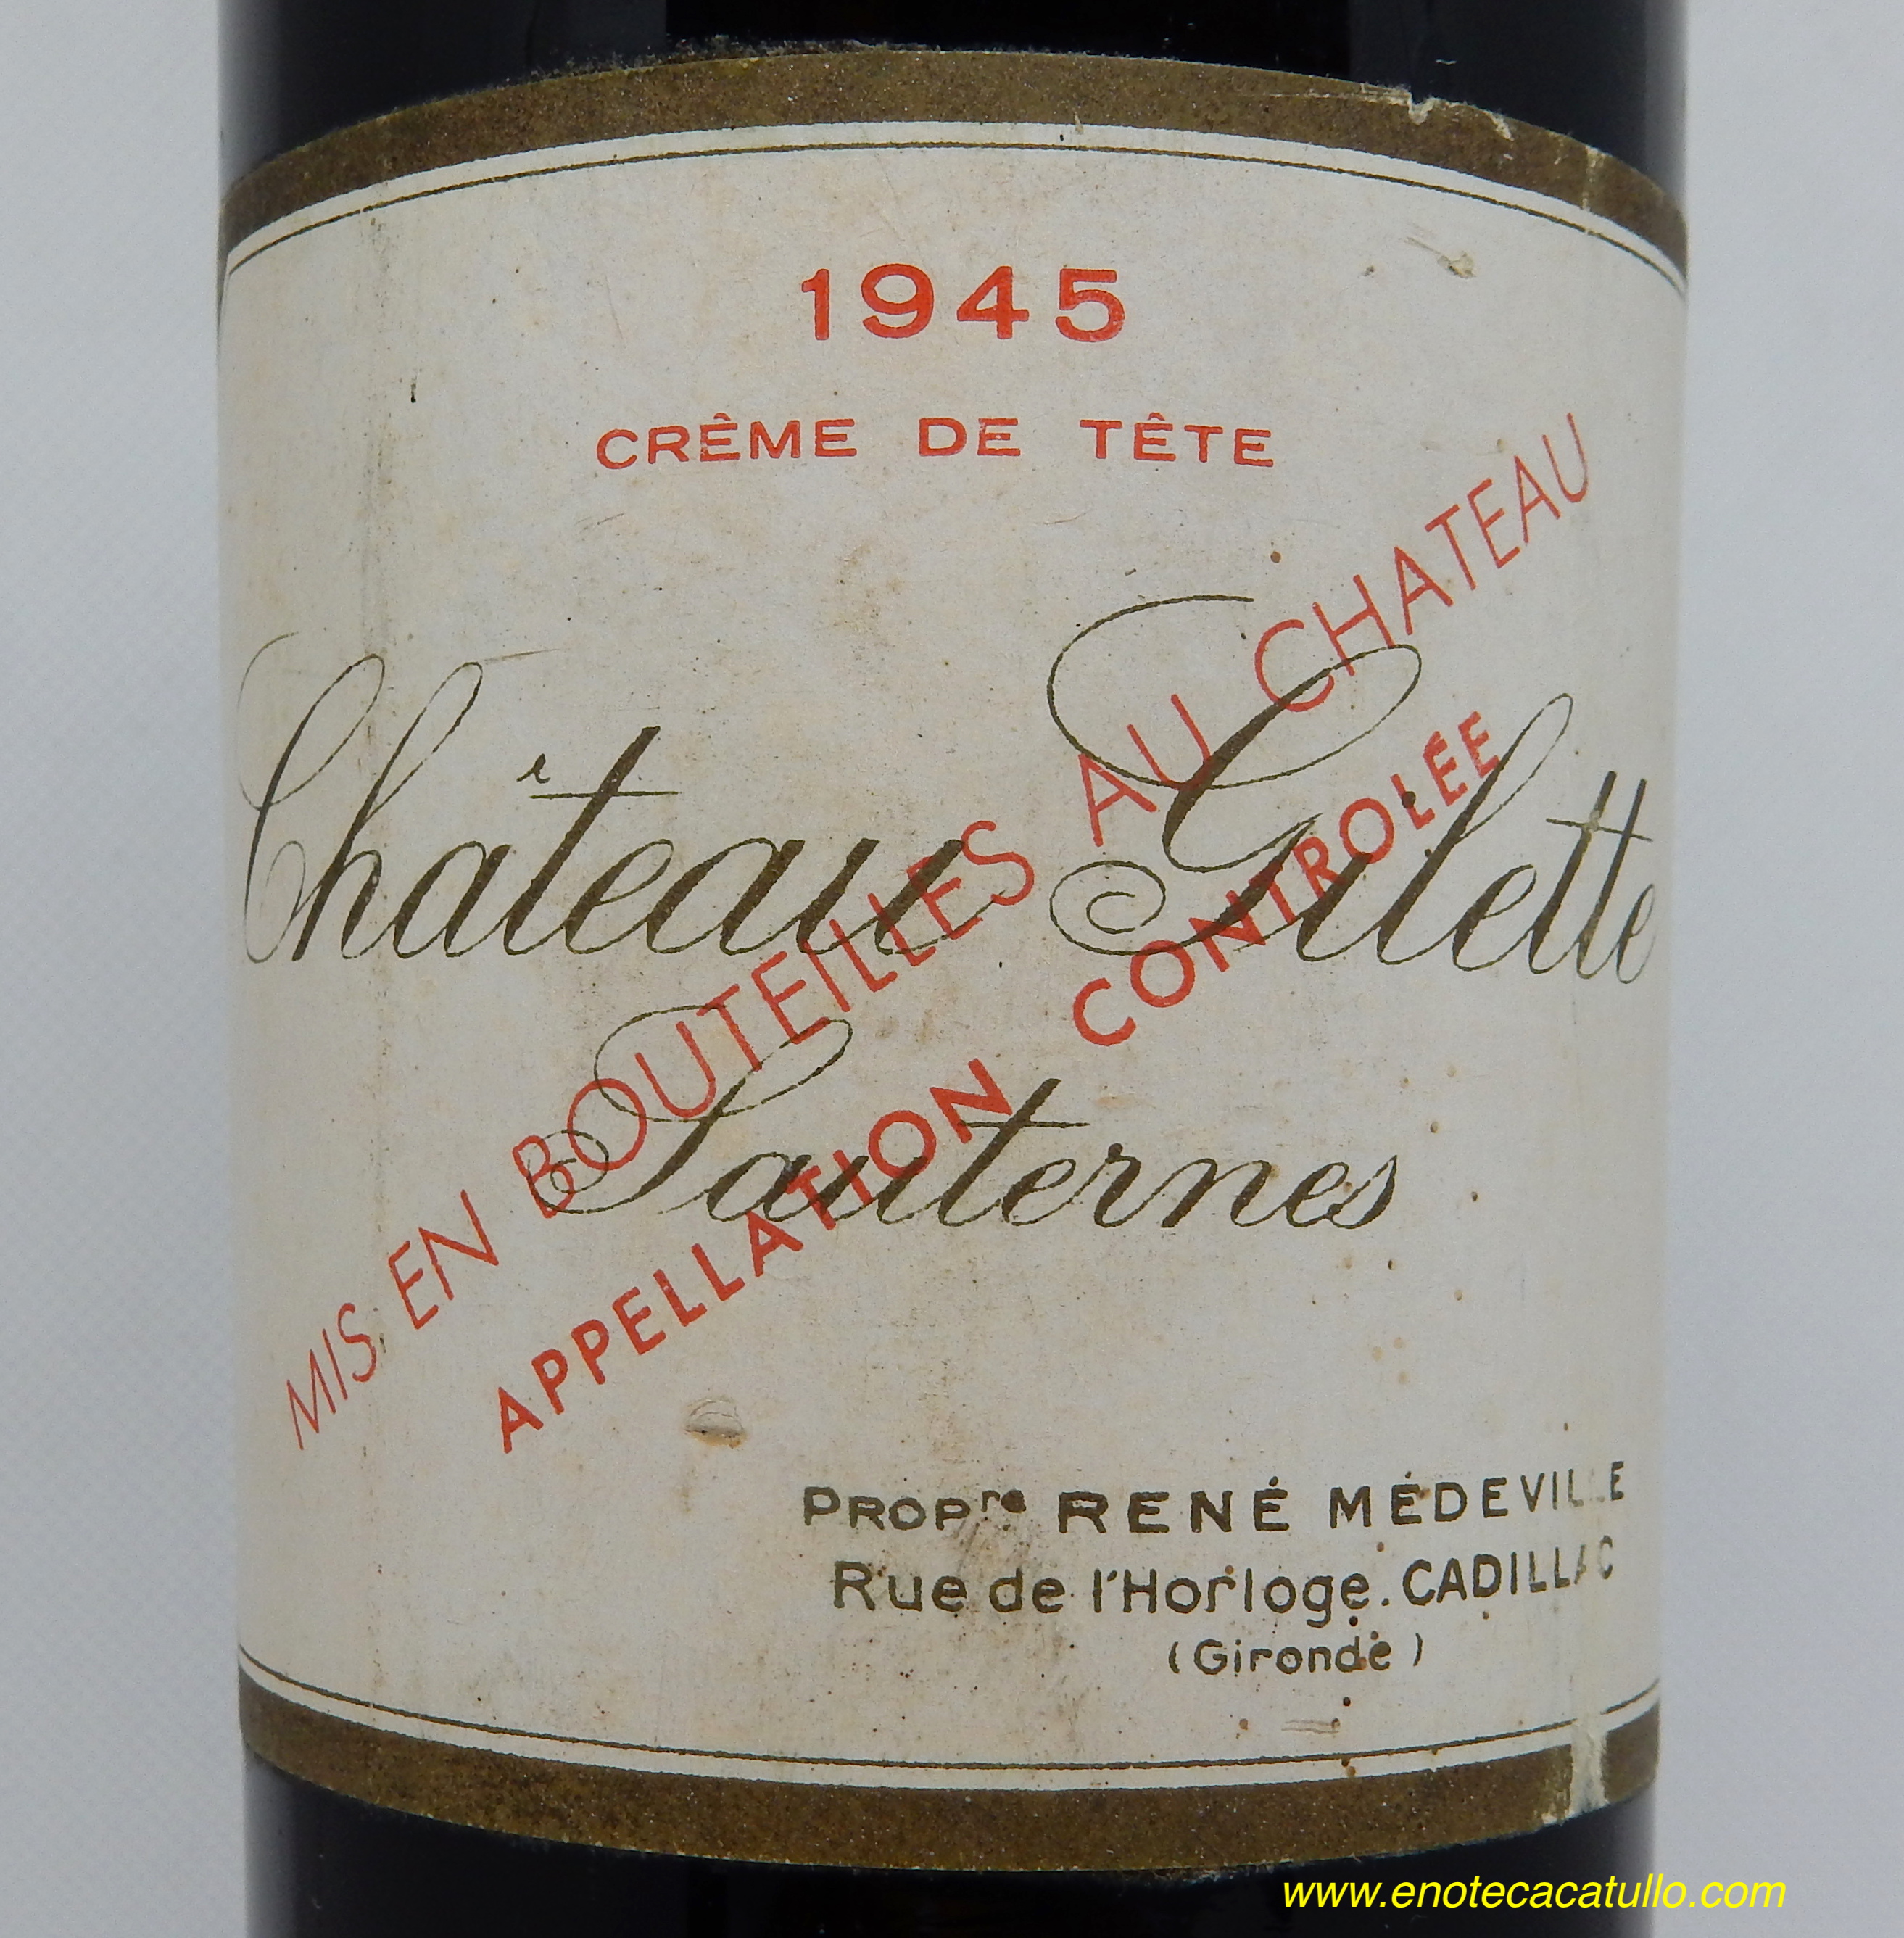 1945
CRÊME DE TÊTE
MIS EN BOUTEILLES AU CHATEAU
Château Gilette
APPELLATION CONTROLÉE
Sauternes
PROPre RENÉ MÉDEVILLE
Rue de l'Horloge. CADILLAC
(Gironde)
www.enotecacatullo.com